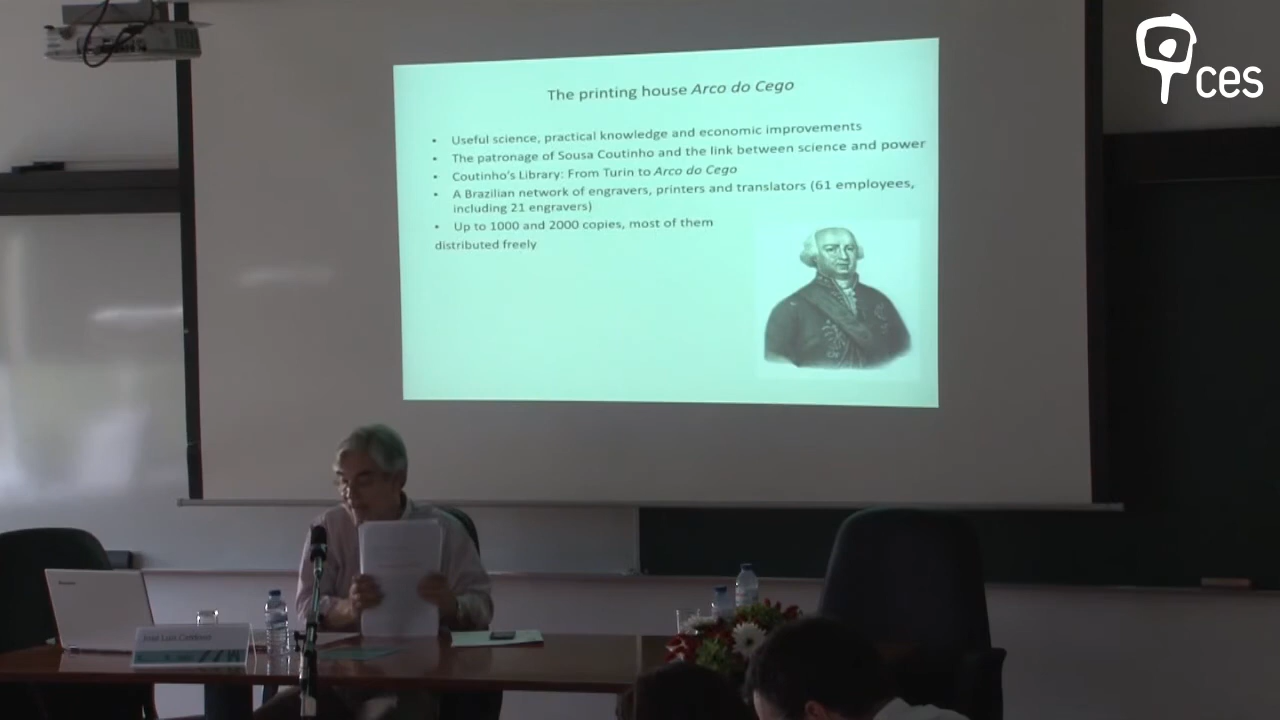 ces
The printing house Arco do Cego
• Useful science, practical knowledge and economic improvements
• The patronage of Sousa Coutinho and the link between science and power
• Coutinho's Library: From Turin to Arco do Cego
• A Brazilian network of engravers, printers and translators (61 employees,
including 21 engravers)
• Up to 1000 and 2000 copies, most of them
distributed freely
José Luís Cardoso